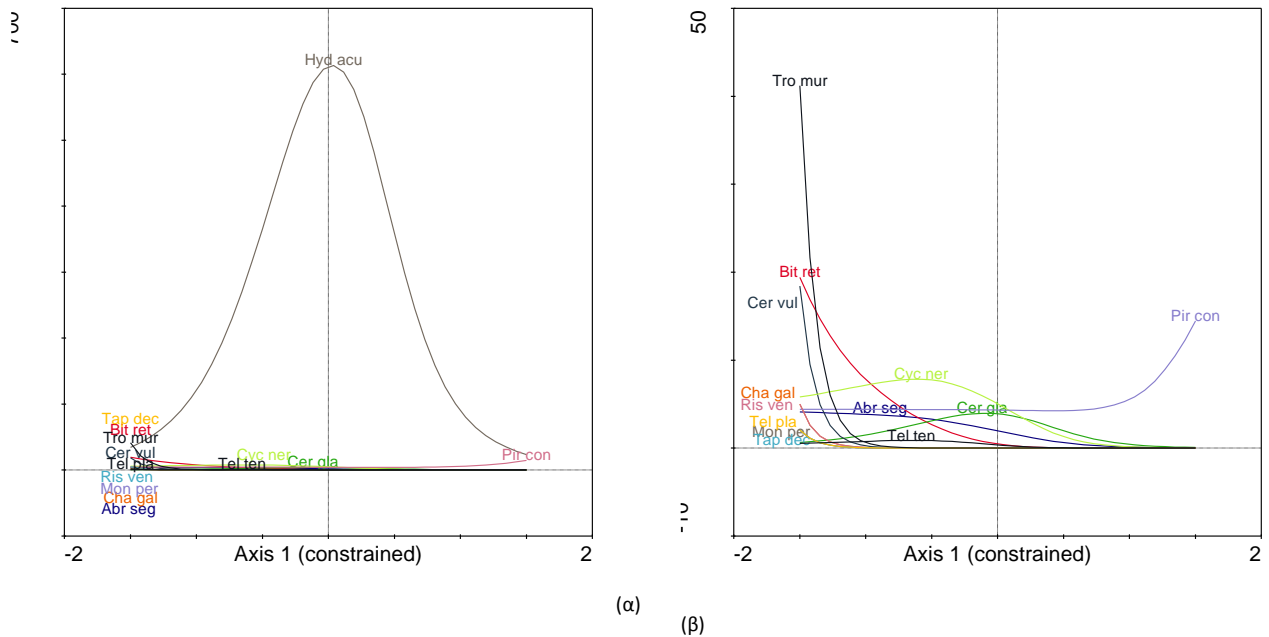 Hyd acu
Tap dec
Bit ret
Tro mur
Cyc ner
Cer vul
Pir con
Cer gla
Tel ten
Tel pla
Ris ven
Mon per
Cha gal
Abr seg
-2
Axis 1 (constrained)
2
50
Tro mur
Bit ret
Cer vul
Pir con
Cyc ner
Cha gal
Ris ven
Abr seg
Cer gla
Tel pla
Mon per
Tel ten
Tap dec
-10
-2
Axis 1 (constrained)
2
(α)
(β)